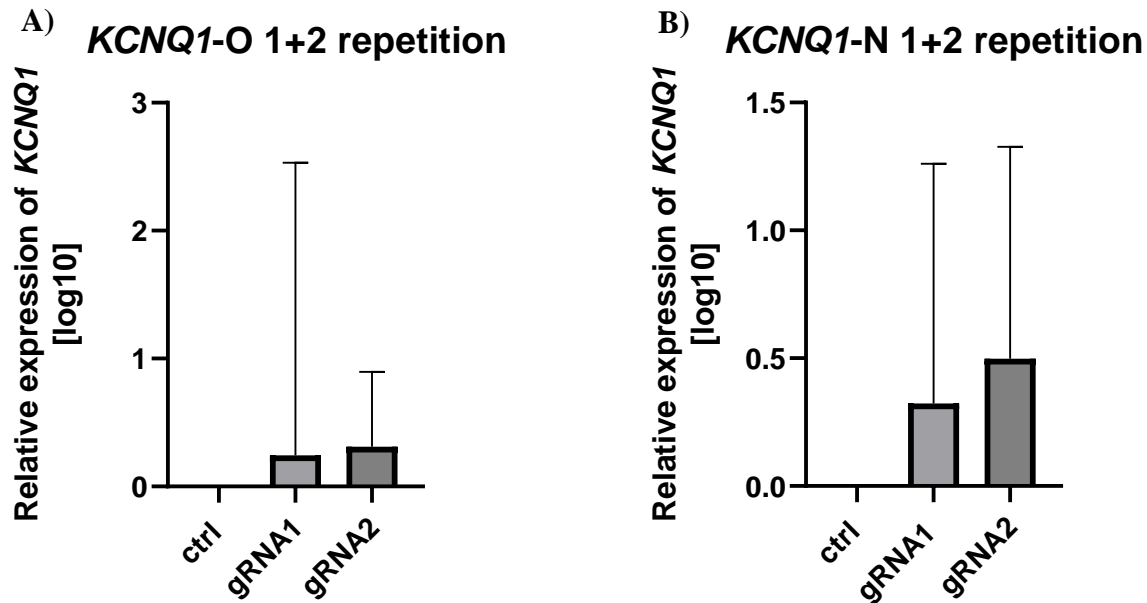 A)
KCNQ1-O 1+2 repetition
Relative expression of KCNQ1
[log10]
3
2
1
0
ctrl
gRNA1
gRNA2
B)
KCNQ1-N 1+2 repetition
Relative expression of KCNQ1
[log10]
1.5
1.0
0.5
0.0
ctrl
gRNA1
gRNA2